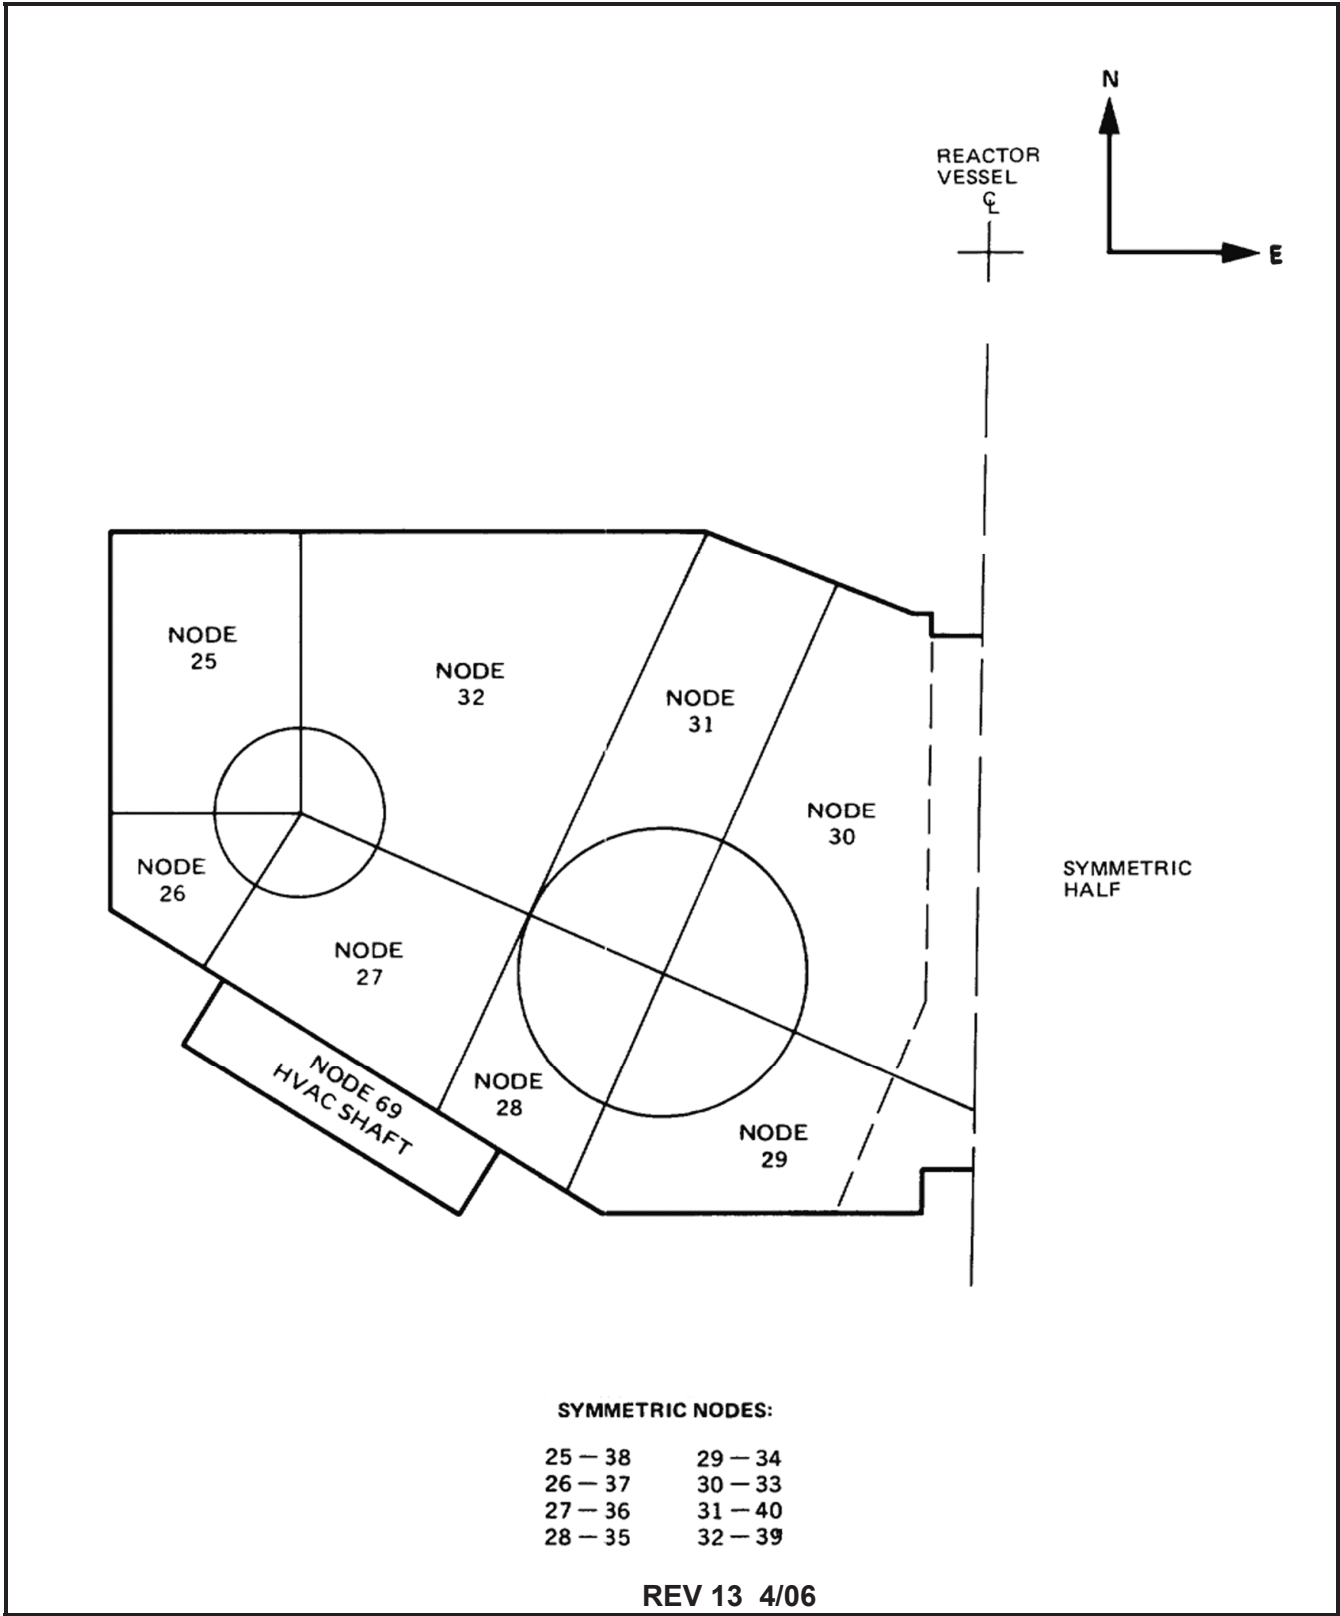 N
REACTOR
VESSEL
℄
E
NODE
25
NODE
32
NODE
31
NODE
30
SYMMETRIC
HALF
NODE
26
NODE
27
NODE 69
HVAC SHAFT
NODE
28
NODE
29
SYMMETRIC NODES:
25 — 38 29 — 34
26 — 37 30 — 33
27 — 36 31 — 40
28 — 35 32 — 39
REV 13 4/06